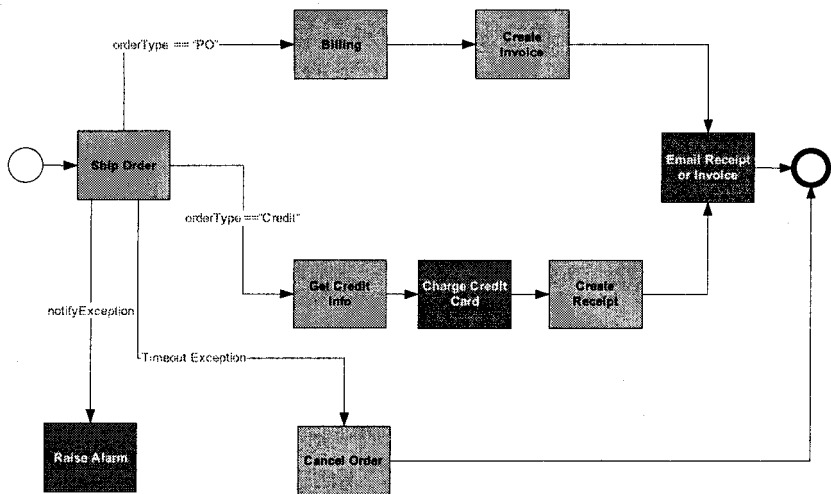 orderType == "PO"
Billing
Create
Invoice
Ship Order
Email Receipt
or Invoice
orderType =="Credit"
Get Credit
Info
Charge Credit
Card
Create
Receipt
notifyException
Timeout Exception
Raise Alarm
Cancel Order